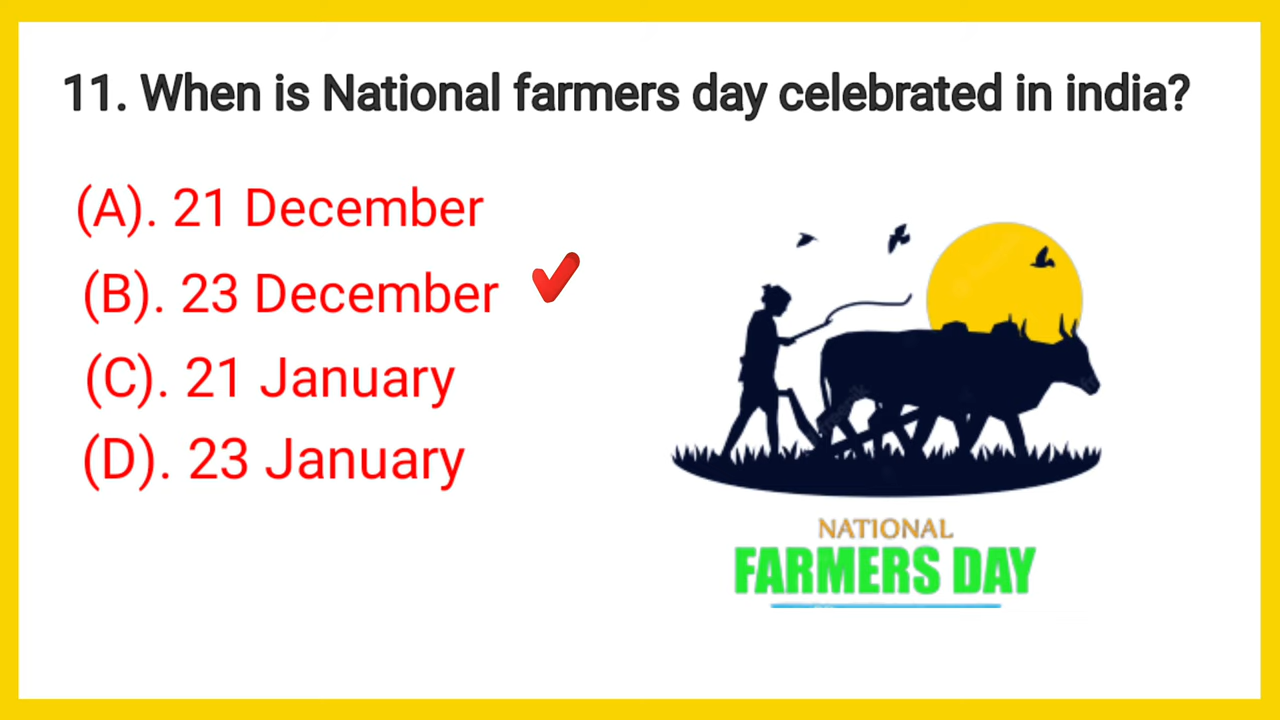 11. When is National farmers day celebrated in india?
(A). 21 December
(B). 23 December
(C). 21 January
(D). 23 January
NATIONAL
FARMERS DAY